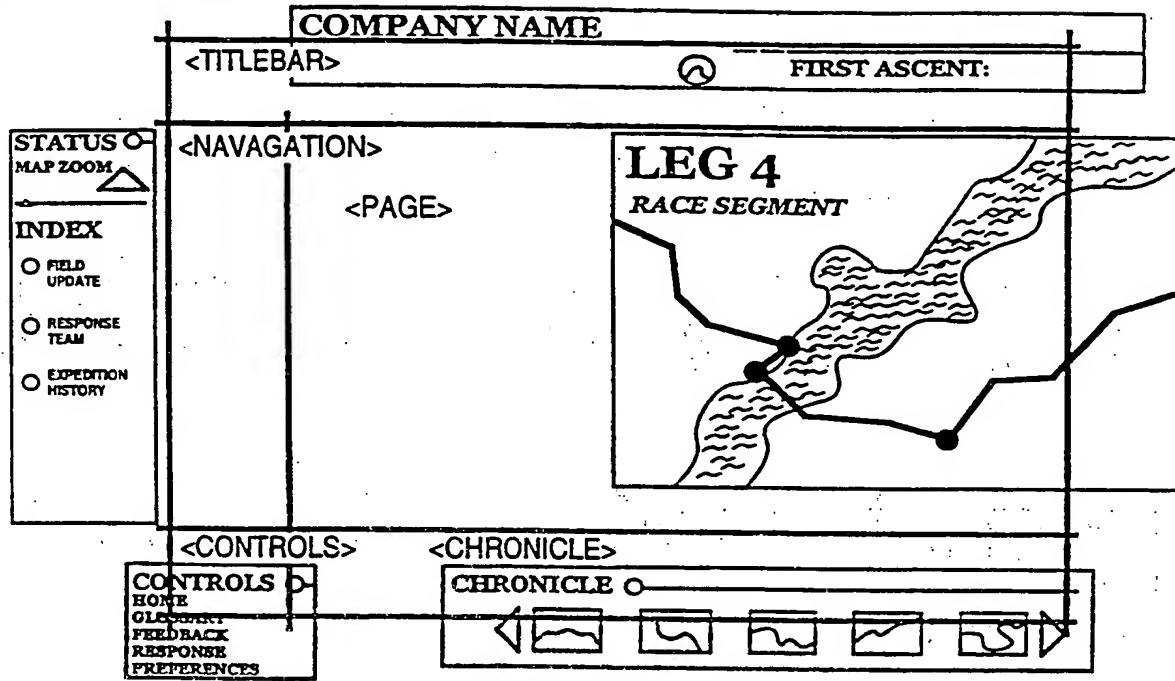 COMPANY NAME
<TITLEBAR>
FIRST ASCENT:
STATUS
MAP ZOOM
INDEX
FIELD
UPDATE
RESPONSE
TEAM
EXPEDITION
HISTORY
<NAVAGATION>
<PAGE>
LEG 4
RACE SEGMENT
<CONTROLS>
<CHRONICLE>
CONTROLS
HOME
GLOSSARY
FEEDBACK
RESPONSE
PREFERENCES
CHRONICLE